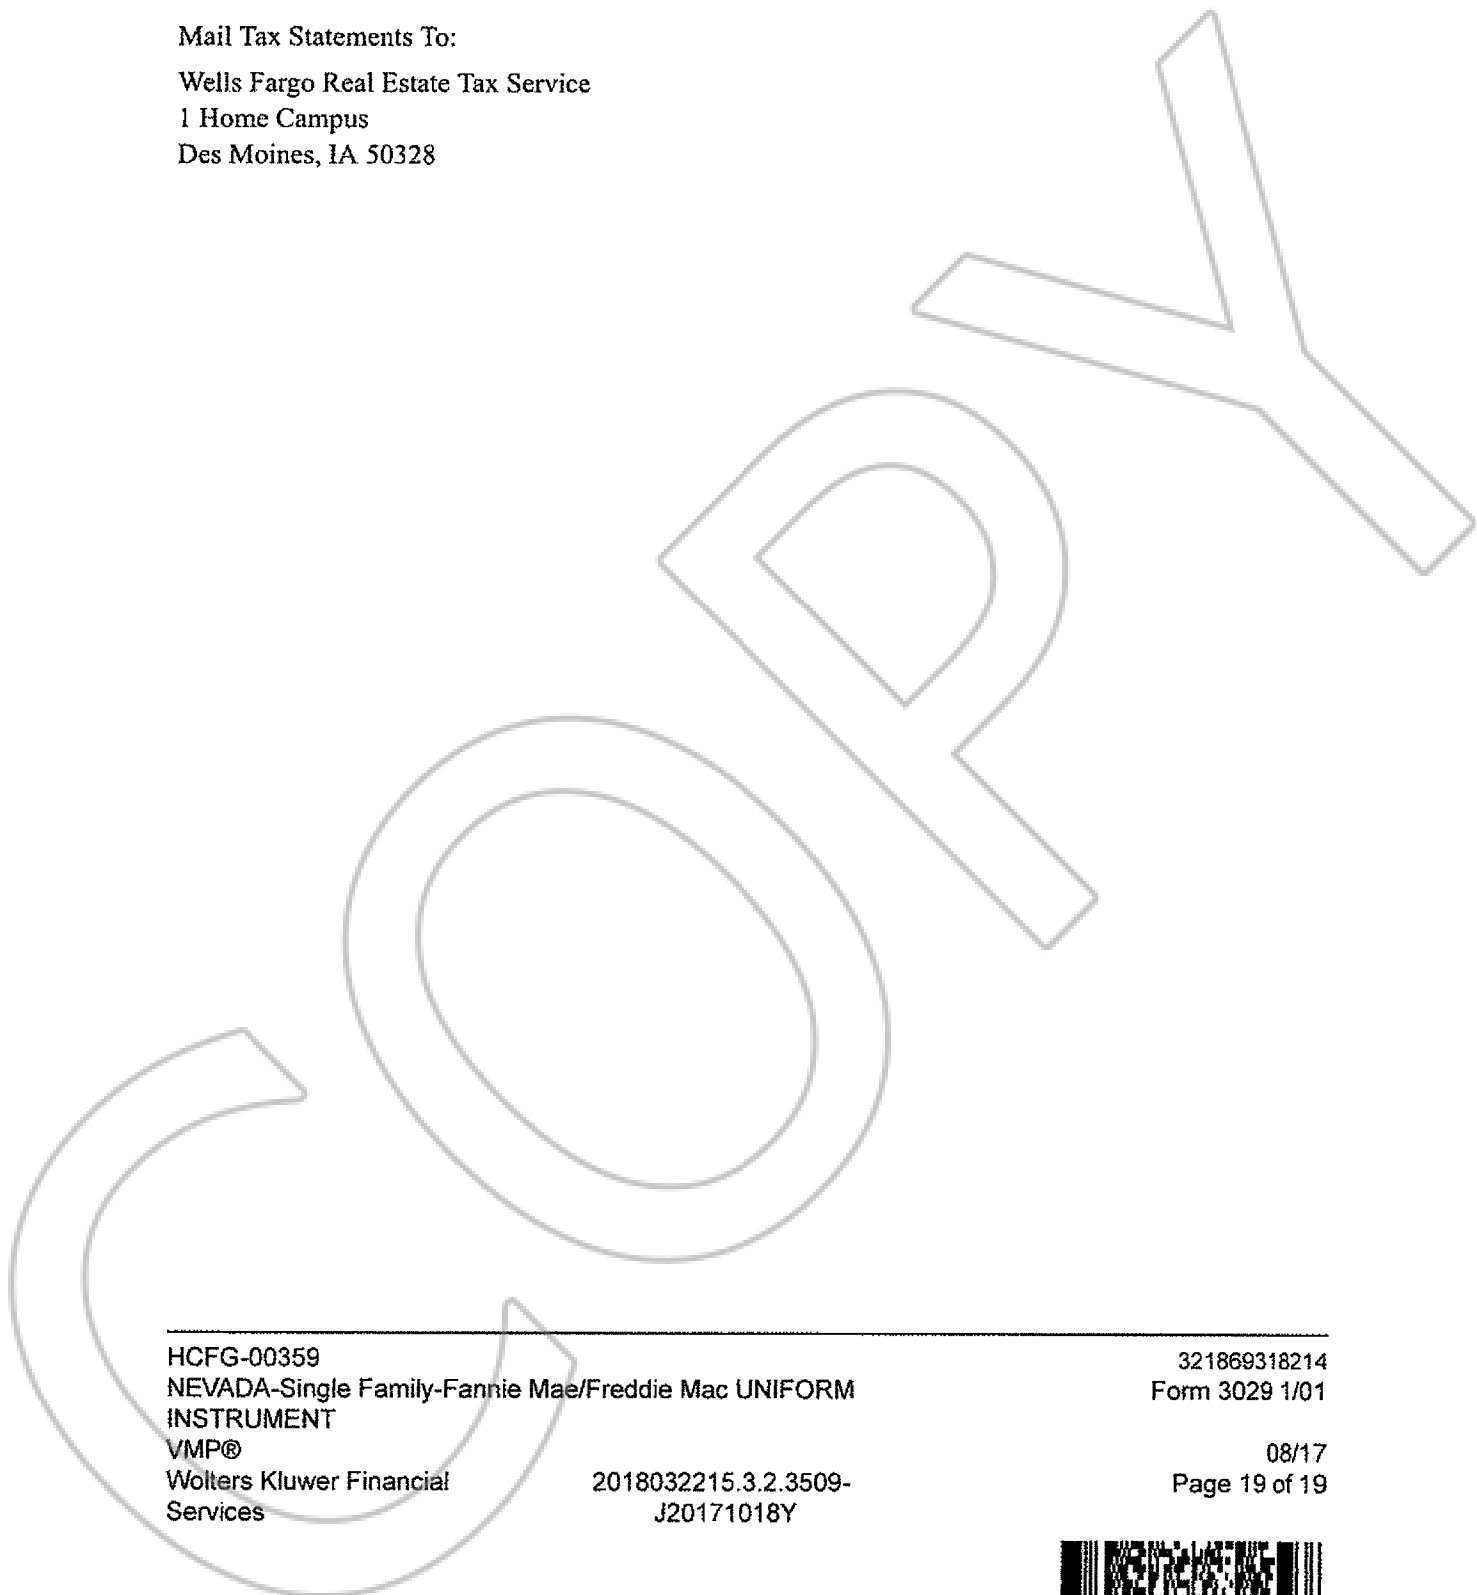 Mail Tax Statements To:
Wells Fargo Real Estate Tax Service
1 Home Campus
Des Moines, IA 50328
COPY
HCFG-00359
321869318214
NEVADA-Single Family-Fannie Mae/Freddie Mac UNIFORM
Form 3029 1/01
INSTRUMENT
VMP®
08/17
Wolters Kluwer Financial
2018032215.3.2.3509-
Page 19 of 19
Services
J20171018Y